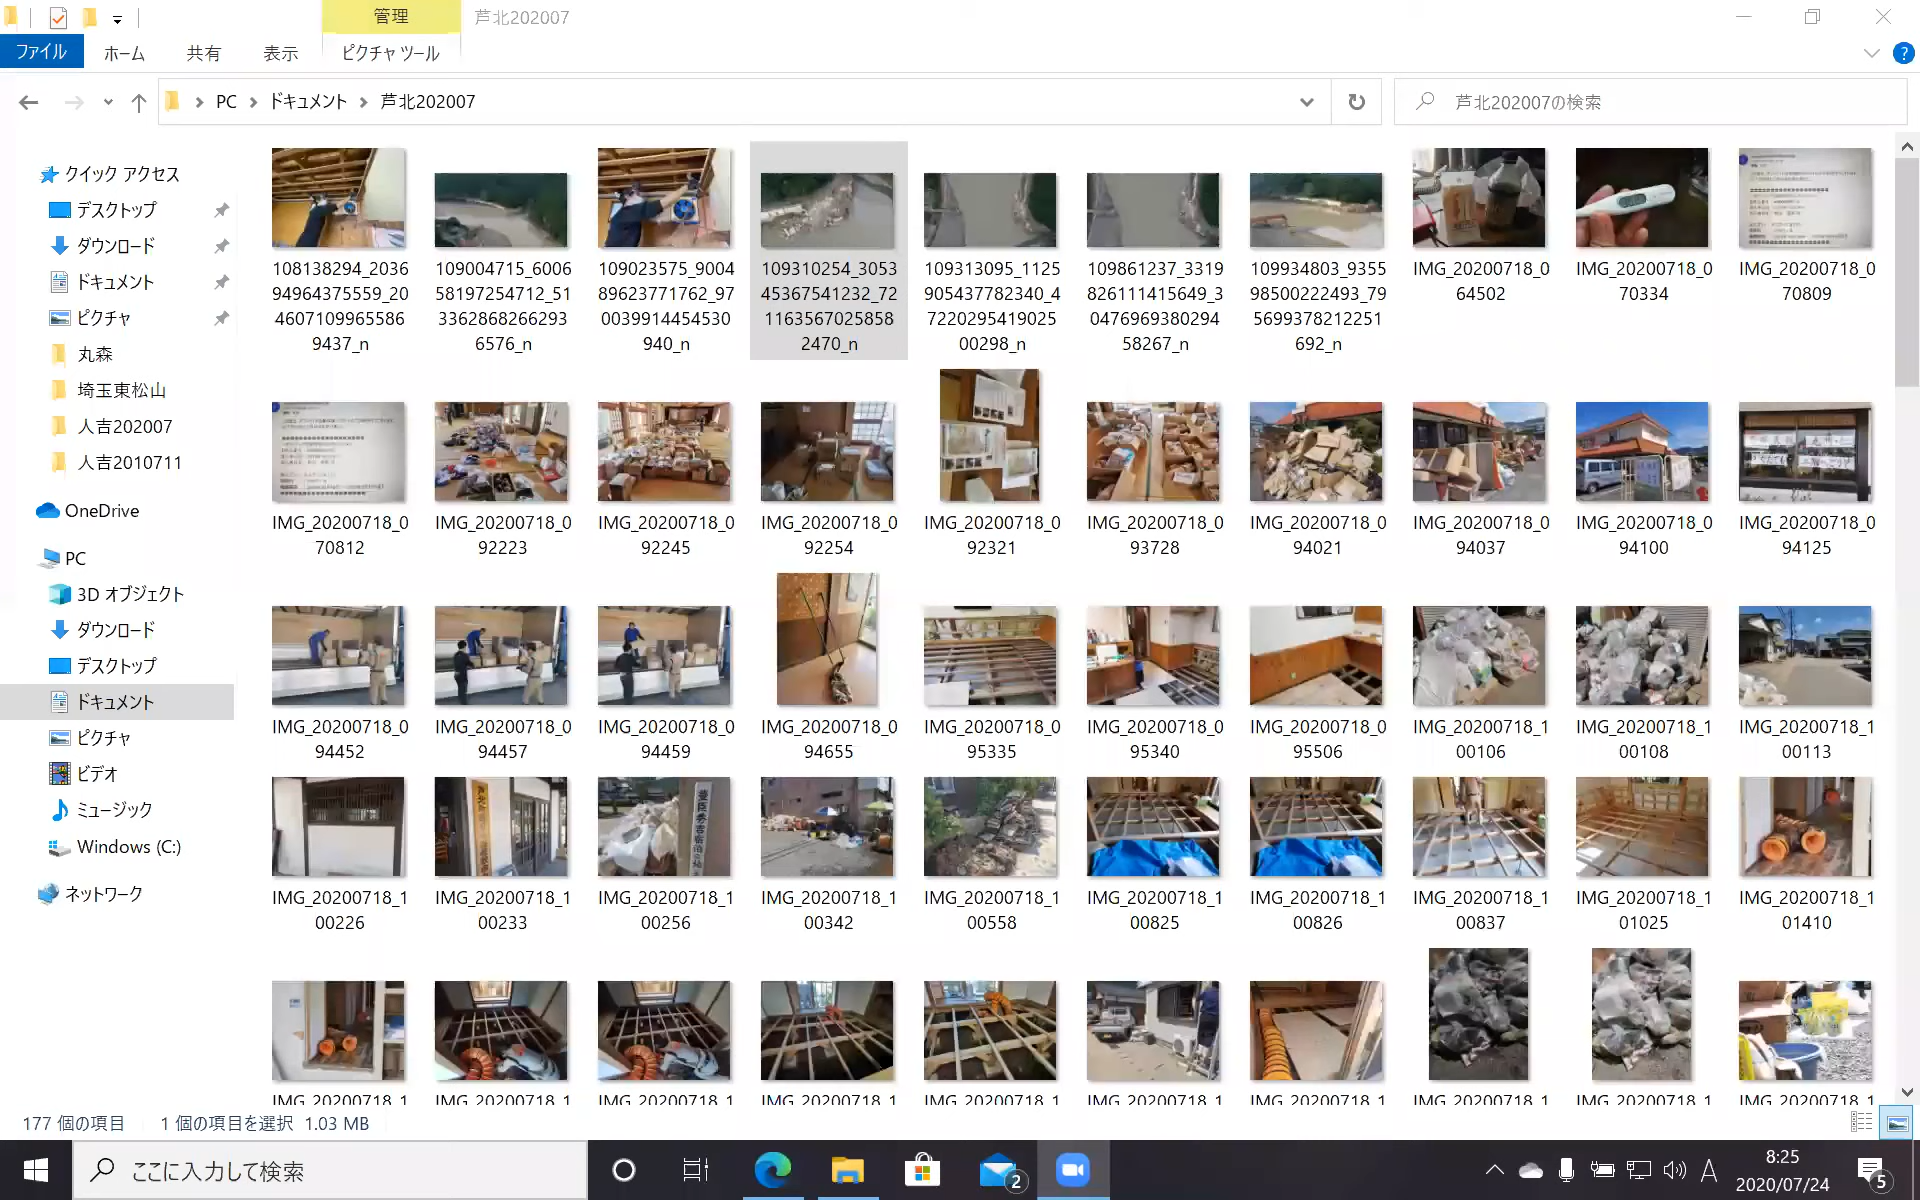 管理
芦北202007
ファイル
ホーム
共有
表示
ピクチャ ツール
PC
ドキュメント
芦北202007
芦北202007の検索
クイック アクセス
デスクトップ
ダウンロード
ドキュメント
ピクチャ
丸森
埼玉東松山
人吉202007
人吉2010711
OneDrive
PC
3D オブジェクト
ダウンロード
デスクトップ
ドキュメント
ピクチャ
ビデオ
ミュージック
Windows (C:)
ネットワーク
108138294_2036
94964375559_20
4607109965586
9437_n
109004715_6006
58197254712_51
3362868266293
6576_n
109023575_9004
89623771762_97
0039914454530
940_n
109310254_3053
45367541232_72
1163567025858
2470_n
109313095_1125
905437782340_4
7220295419025
00298_n
109861237_3319
826111415649_3
0476969380294
58267_n
109934803_9355
98500222493_79
5699378212251
692_n
IMG_20200718_0
64502
IMG_20200718_0
70334
IMG_20200718_0
70809
IMG_20200718_0
70812
IMG_20200718_0
92223
IMG_20200718_0
92245
IMG_20200718_0
92254
IMG_20200718_0
92321
IMG_20200718_0
93728
IMG_20200718_0
94021
IMG_20200718_0
94037
IMG_20200718_0
94100
IMG_20200718_0
94125
IMG_20200718_0
94452
IMG_20200718_0
94457
IMG_20200718_0
94459
IMG_20200718_0
94655
IMG_20200718_0
95335
IMG_20200718_0
95340
IMG_20200718_0
95506
IMG_20200718_1
00106
IMG_20200718_1
00108
IMG_20200718_1
00113
IMG_20200718_1
00226
IMG_20200718_1
00233
IMG_20200718_1
00256
IMG_20200718_1
00342
IMG_20200718_1
00558
IMG_20200718_1
00825
IMG_20200718_1
00826
IMG_20200718_1
00837
IMG_20200718_1
01025
IMG_20200718_1
01410
IMG_20200718_1
IMG_20200718_1
IMG_20200718_1
IMG_20200718_1
IMG_20200718_1
IMG_20200718_1
IMG_20200718_1
IMG_20200718_1
IMG_20200718_1
IMG_20200718_1
177 個の項目
1 個の項目を選択 1.03 MB
ここに入力して検索
2
A
8:25
2020/07/24
5